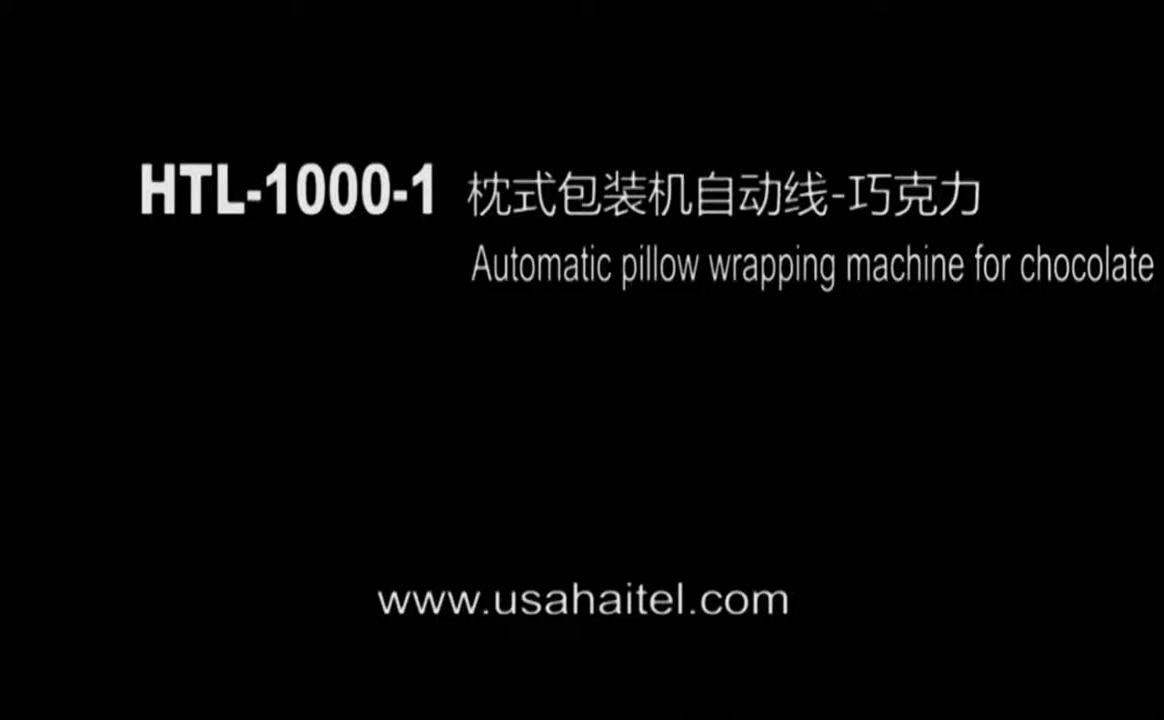 HTL-1000-1 枕式包装机自动线-巧克力
Automatic pillow wrapping machine for chocolate
www.usahaitel.com